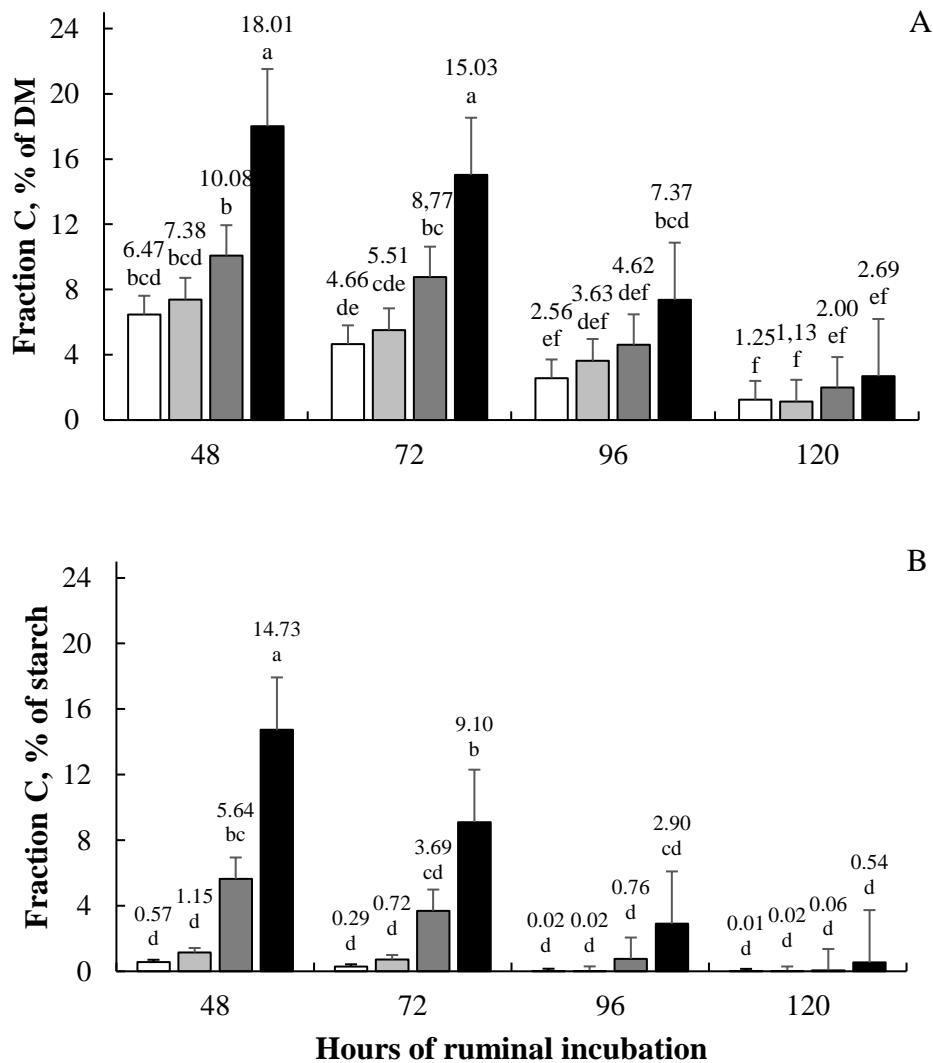 A
Fraction C, % of DM
24
20
16
12
8
4
0
6.47
bcd
7.38
bcd
10.08
b
18.01
a
4.66
de
5.51
cde
8,77
bc
15.03
a
2.56
ef
3.63
def
4.62
def
7.37
bcd
1.25
f
1,13
f
2.00
ef
2.69
ef
48 72 96 120
B
Fraction C, % of starch
24
20
16
12
8
4
0
0.57
d
1.15
d
5.64
bc
14.73
a
0.29
d
0.72
d
3.69
cd
9.10
b
0.02
d
0.02
d
0.76
d
2.90
cd
0.01
d
0.02
d
0.06
d
0.54
d
48 72 96 120
Hours of ruminal incubation